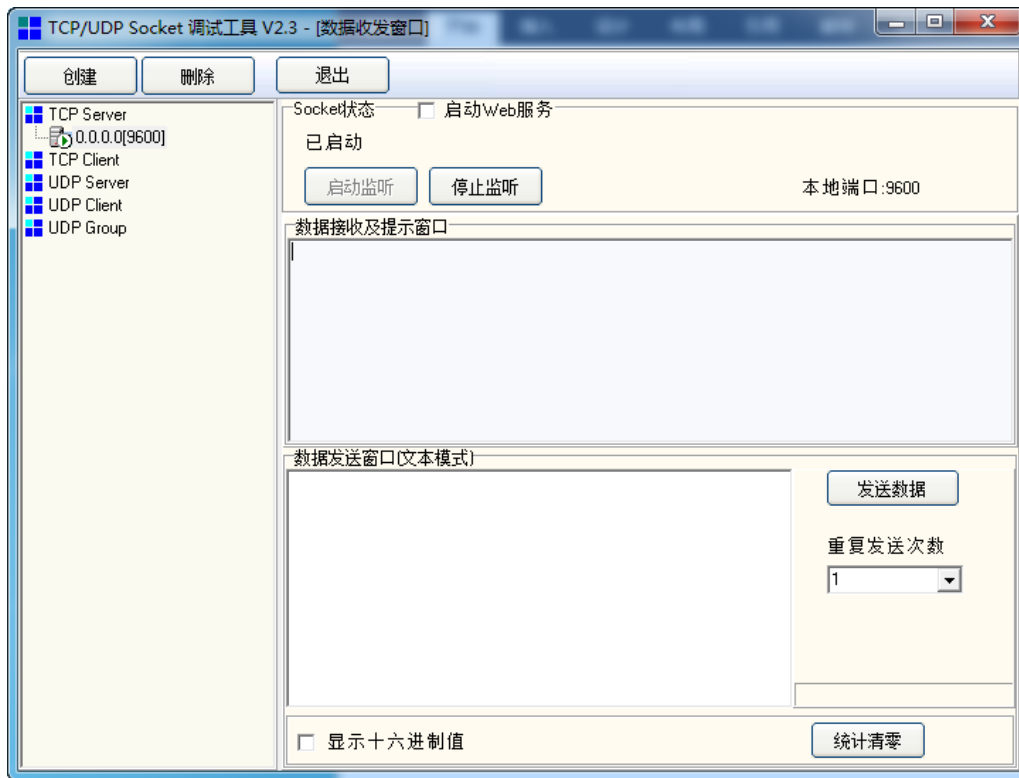 TCP/UDP Socket 调试工具 V2.3 - [数据收发窗口]
创建 删除 退出
TCP Server
0.0.0.0[9600]
TCP Client
UDP Server
UDP Client
UDP Group
Socket状态 启动Web服务
已启动
启动监听 停止监听 本地端口:9600
数据接收及提示窗口
数据发送窗口(文本模式)
发送数据
重复发送次数
1
显示十六进制值 统计清零